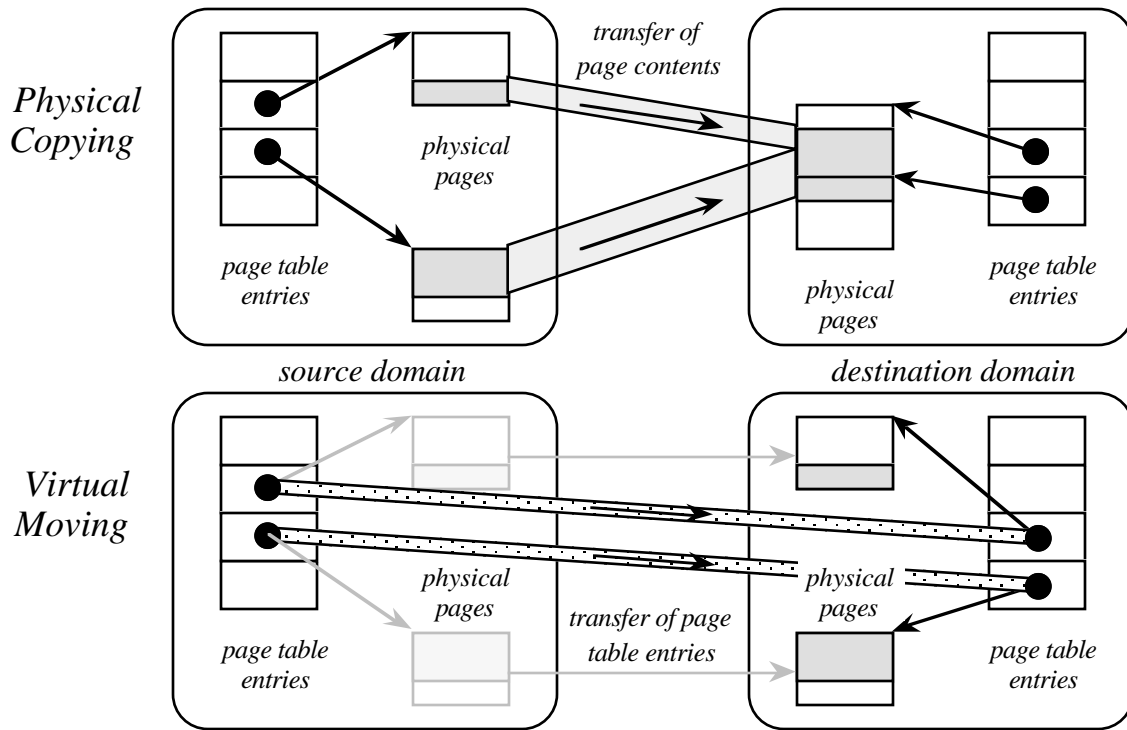 transfer of
page contents
Physical
Copying
physical
pages
page table
entries
physical
pages
page table
entries
source domain
destination domain
Virtual
Moving
physical
pages
physical
pages
transfer of page
table entries
page table
entries
page table
entries